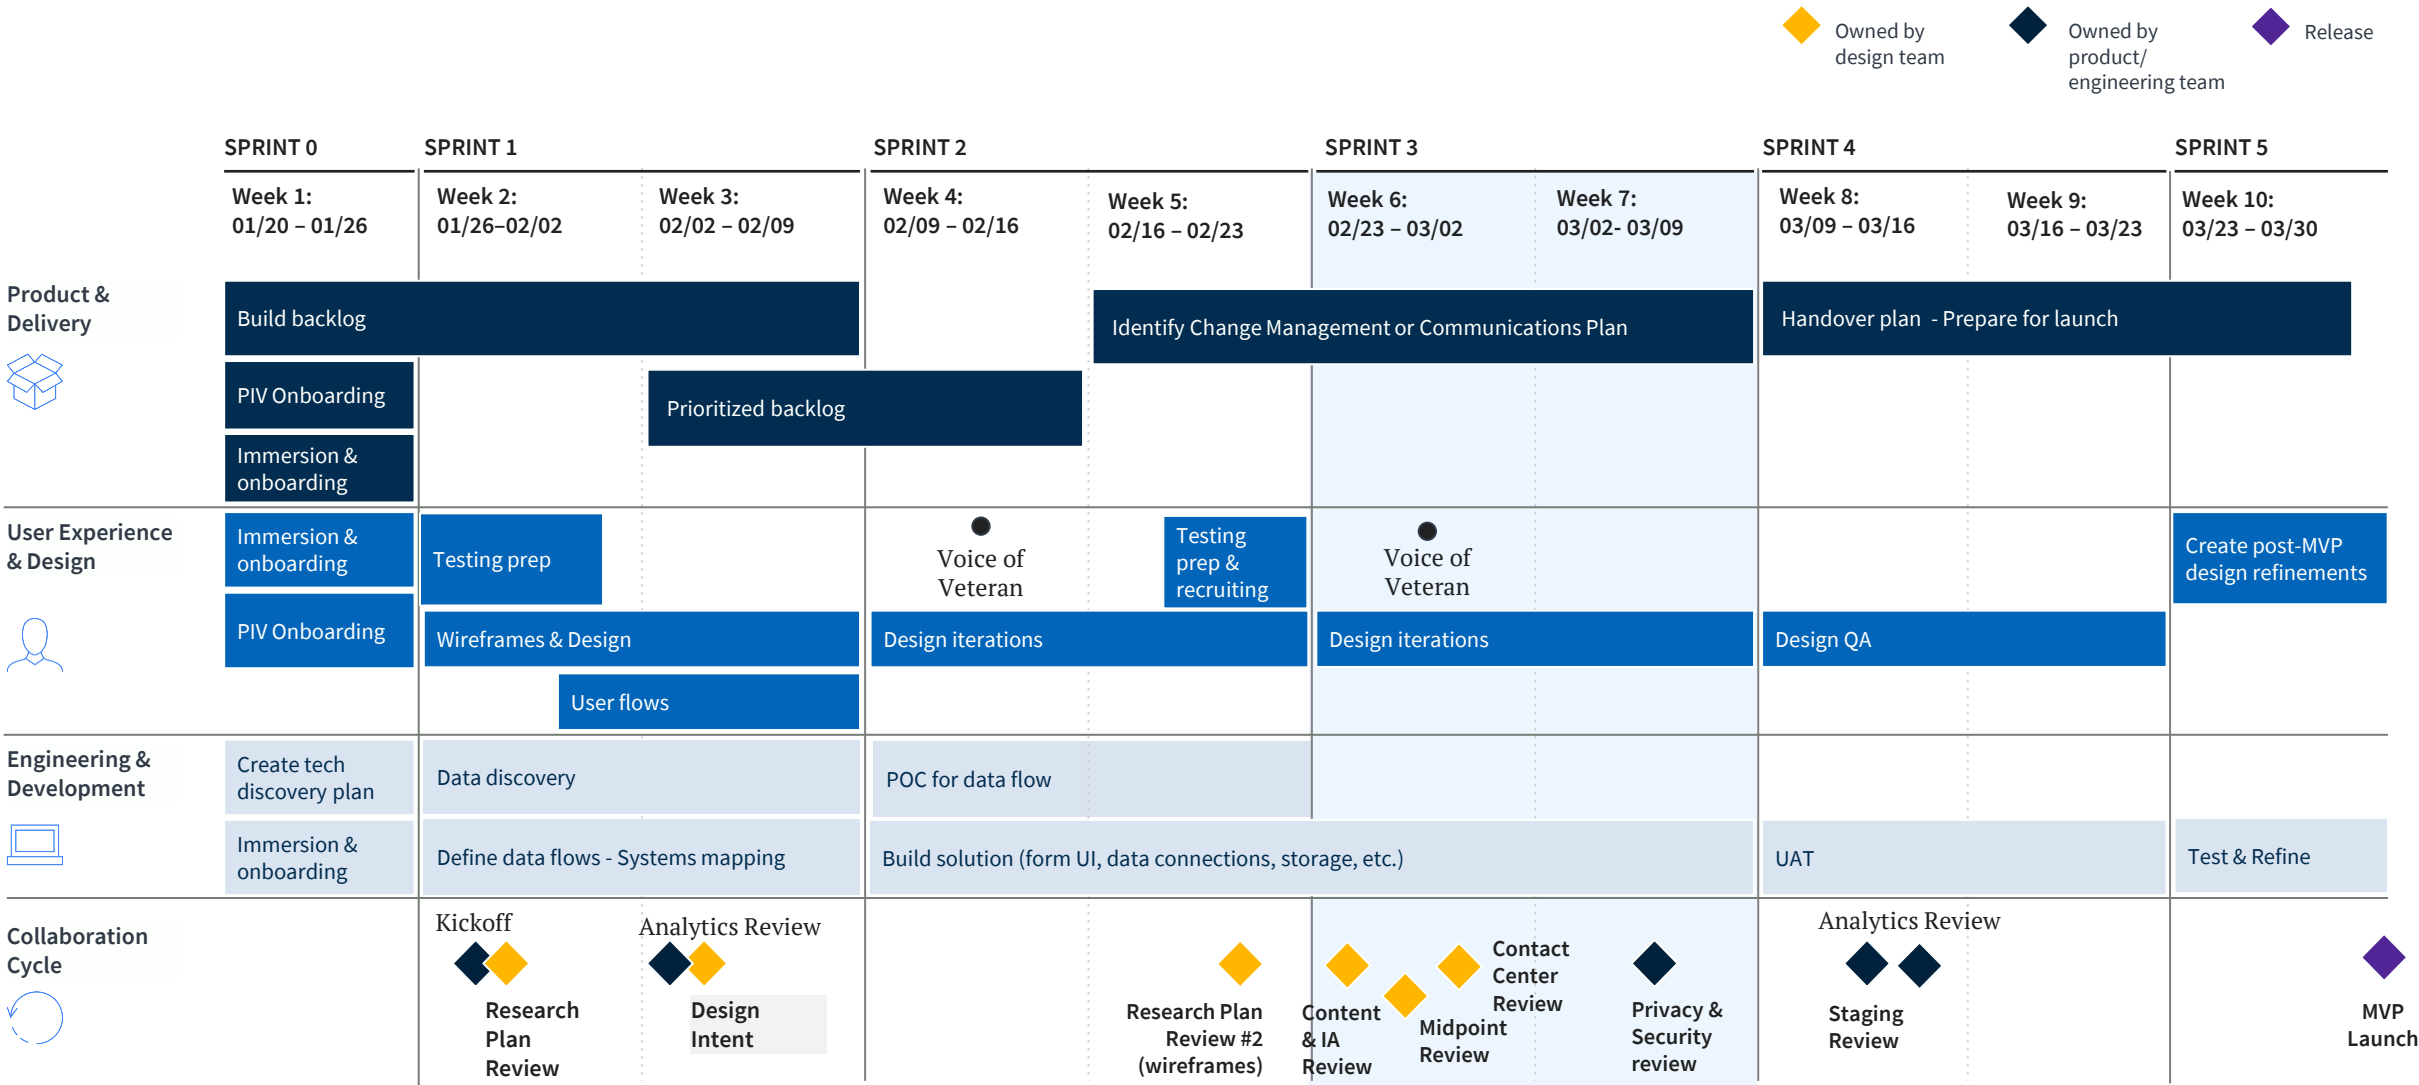 Owned by
design team
Owned by
product/
engineering team
Release
SPRINT 0
SPRINT 1
SPRINT 2
SPRINT 3
SPRINT 4
SPRINT 5
Week 1:
01/20 – 01/26
Week 2:
01/26–02/02
Week 3:
02/02 – 02/09
Week 4:
02/09 – 02/16
Week 5:
02/16 – 02/23
Week 6:
02/23 – 03/02
Week 7:
03/02- 03/09
Week 8:
03/09 – 03/16
Week 9:
03/16 – 03/23
Week 10:
03/23 – 03/30
Product &
Delivery
Build backlog
Identify Change Management or Communications Plan
Handover plan  - Prepare for launch
PIV Onboarding
Prioritized backlog
Immersion &
onboarding
User Experience
& Design
Immersion &
onboarding
Testing prep
Voice of
Veteran
Testing
prep &
recruiting
Voice of
Veteran
Create post-MVP
design refinements
PIV Onboarding
Wireframes & Design
Design iterations
Design iterations
Design QA
User flows
Engineering &
Development
Create tech
discovery plan
Data discovery
POC for data flow
Immersion &
onboarding
Define data flows - Systems mapping
Build solution (form UI, data connections, storage, etc.)
UAT
Test & Refine
Collaboration
Cycle
Kickoff
Research
Plan
Review
Analytics Review
Design
Intent
Research Plan
Review #2
(wireframes)
Content
& IA
Review
Midpoint
Review
Contact
Center
Review
Privacy &
Security
review
Analytics Review
Staging
Review
MVP
Launch